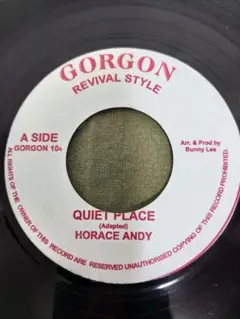 GORGON
REVIVAL STYLE
A SIDE
GORGON 104
Arr. & Prod by
Bunny Lee
QUIET PLACE
(Adapted)
HORACE ANDY
ALL RIGHTS OF THE OWNER OF THIS RECORD ARE RESERVED UNAUTHORISED COPYING OF THIS RECORD